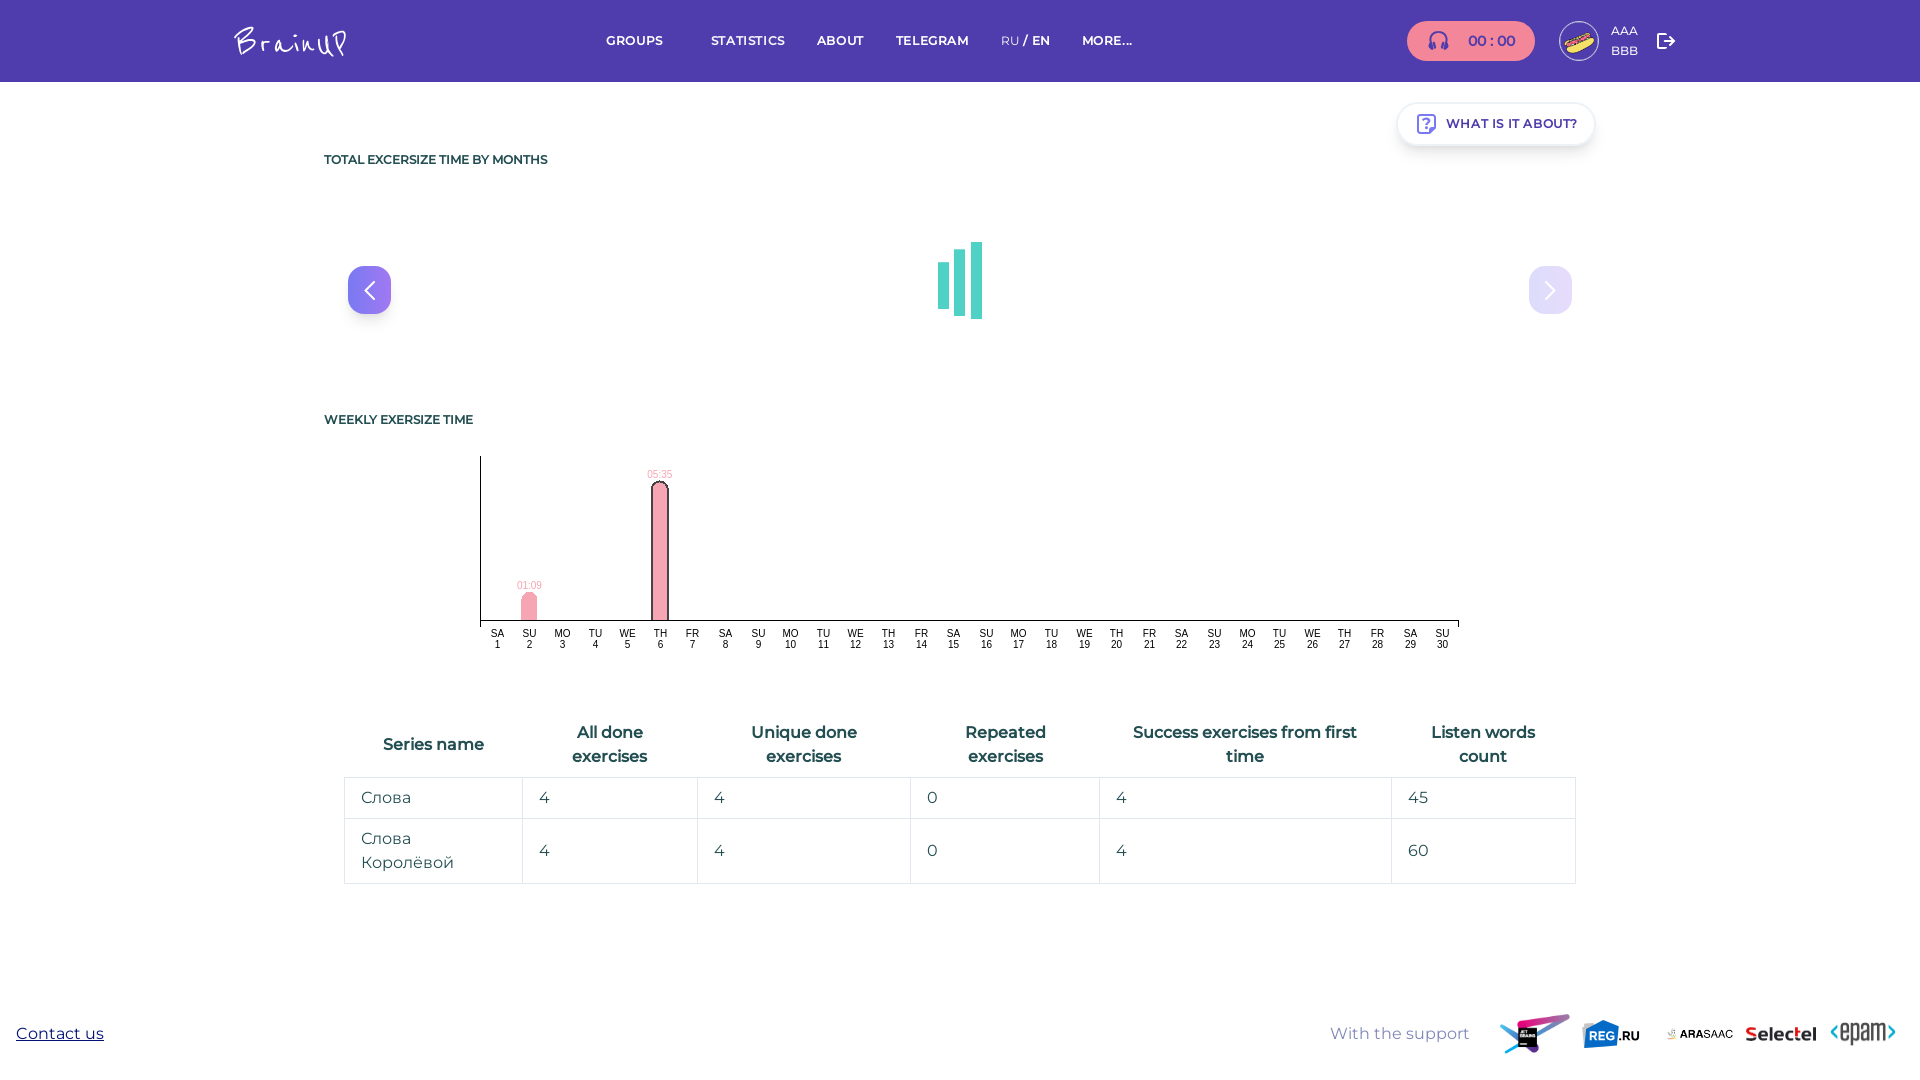 BrainUP
GROUPS STATISTICS ABOUT TELEGRAM RU / EN MORE...
00 : 00
AAA
BBB
WHAT IS IT ABOUT?
TOTAL EXCERSIZE TIME BY MONTHS
WEEKLY EXERSIZE TIME
05:35
01:09
SA SU MO TU WE TH FR SA SU MO TU WE TH FR SA SU MO TU WE TH FR SA SU MO TU WE TH FR SA SU
1 2 3 4 5 6 7 8 9 10 11 12 13 14 15 16 17 18 19 20 21 22 23 24 25 26 27 28 29 30
Series name All done exercises Unique done exercises Repeated exercises Success exercises from first time Listen words count
Слова 4 4 0 4 45
Слова Королёвой 4 4 0 4 60
Contact us
With the support
REG.RU
ARASAAC
Selectel
<epam>